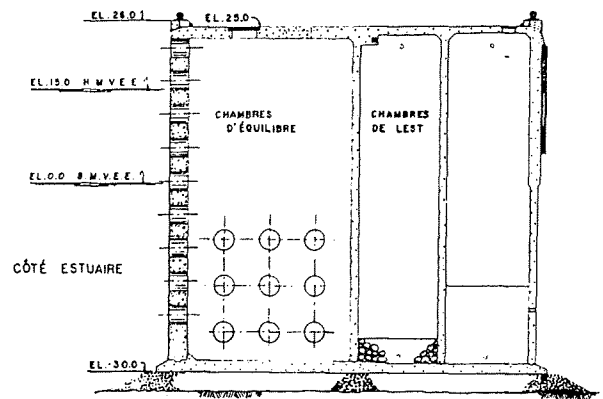 EL. 26.0
EL. 25.0
EL. 15.0 H.M.V.E.E.
CHAMBRES
D'ÉQUILIBRE
CHAMBRES
DE LEST
EL. 0.0 B.M.V.E.E.
CÔTÉ ESTUAIRE
EL. -30.0